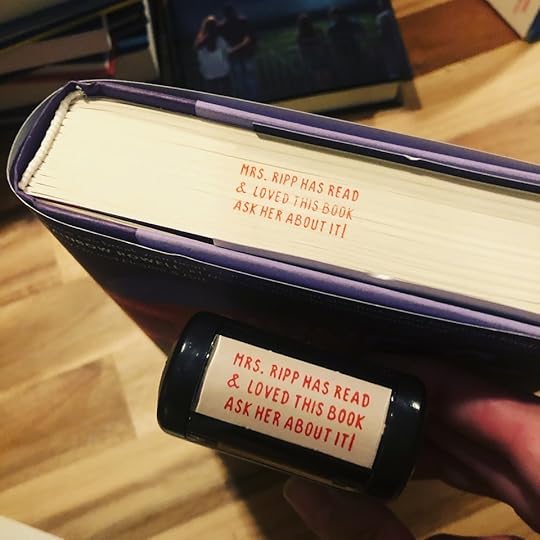 MRS. RIPP HAS READ
& LOVED THIS BOOK
ASK HER ABOUT IT!
ROWELL
MRS. RIPP HAS READ
& LOVED THIS BOOK
ASK HER ABOUT IT!